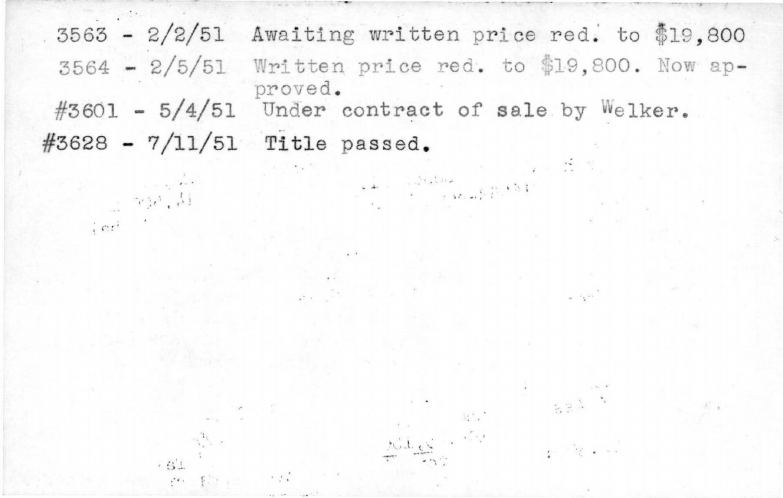 3563 - 2/2/51 Awaiting written price red. to $19,800
3564 - 2/5/51 Written price red. to $19,800. Now ap-
proved.
#3601 - 5/4/51 Under contract of sale by Welker.
#3628 - 7/11/51 Title passed.